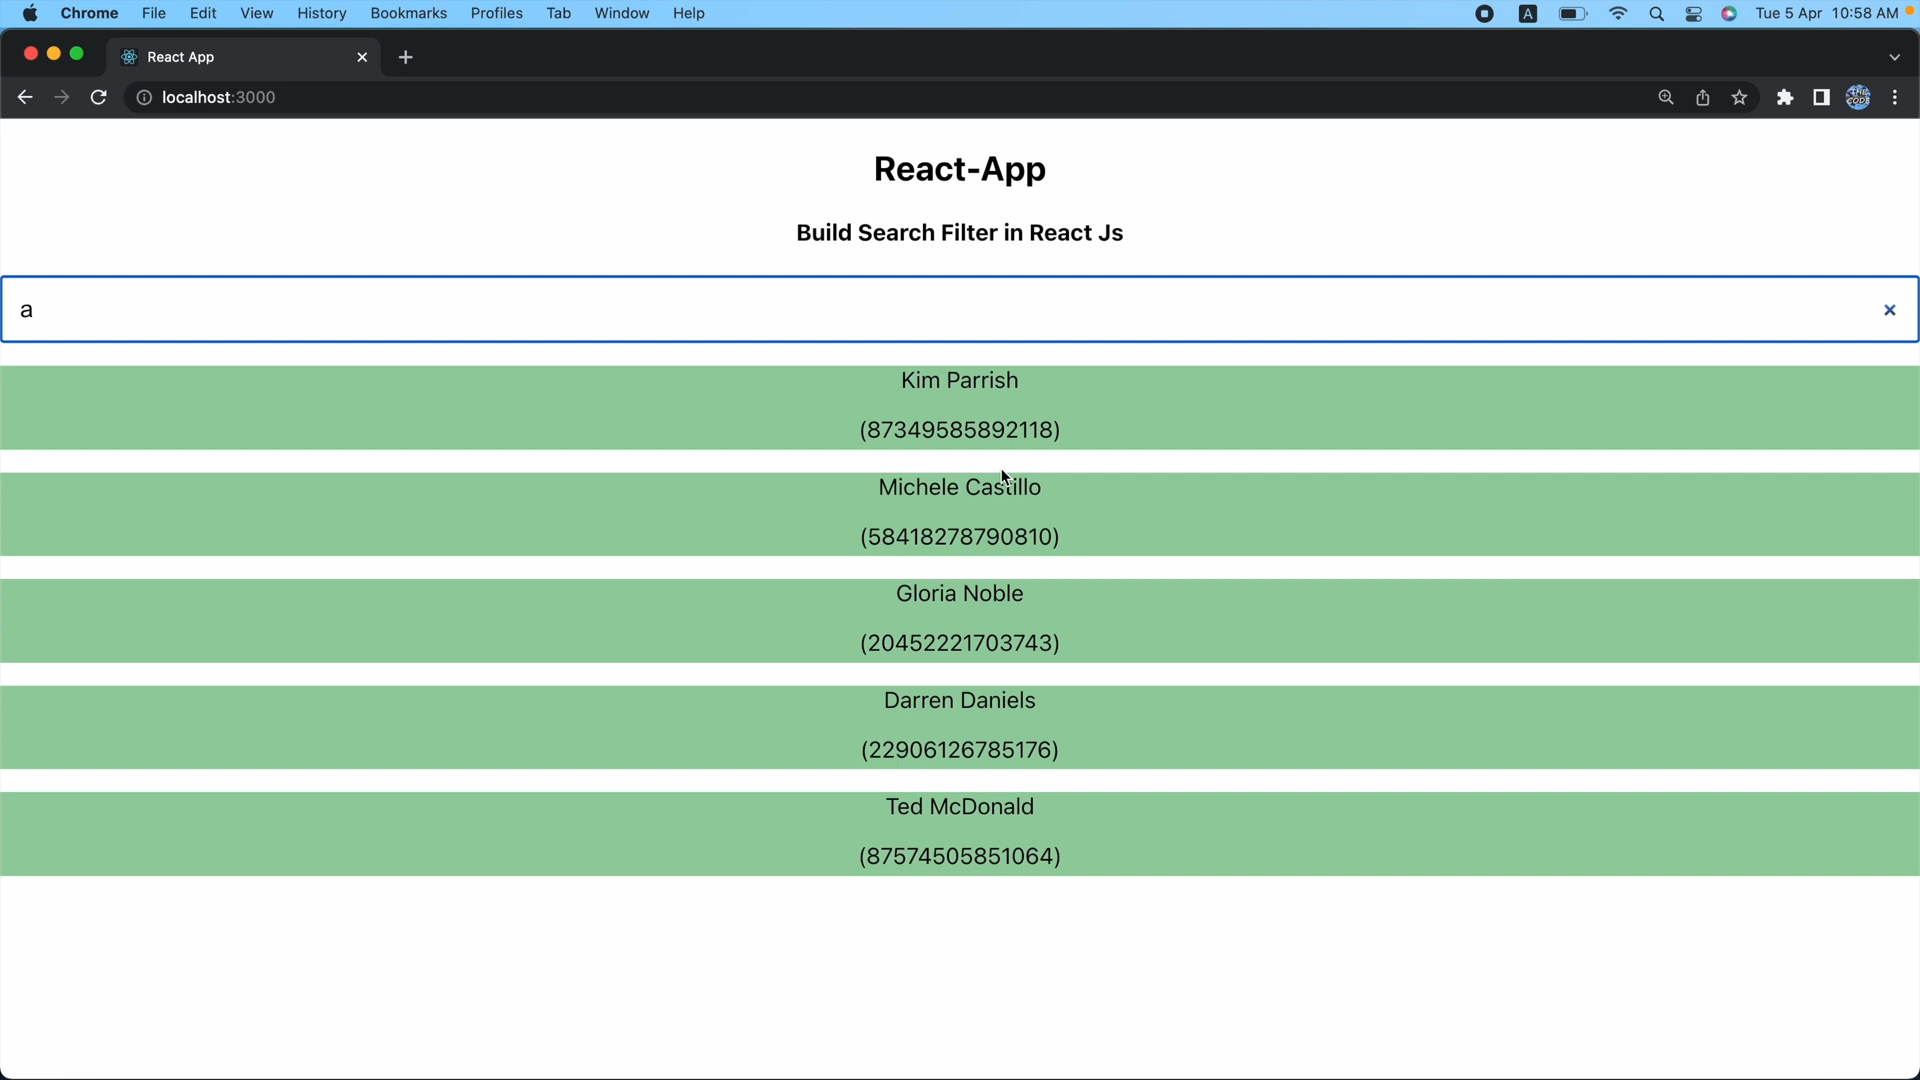 Chrome File Edit View History Bookmarks Profiles Tab Window Help A Tue 5 Apr 10:58 AM
React App
localhost:3000
THE CODE
React-App
Build Search Filter in React Js
a
Kim Parrish
(87349585892118)
Michele Castillo
(58418278790810)
Gloria Noble
(20452221703743)
Darren Daniels
(22906126785176)
Ted McDonald
(87574505851064)